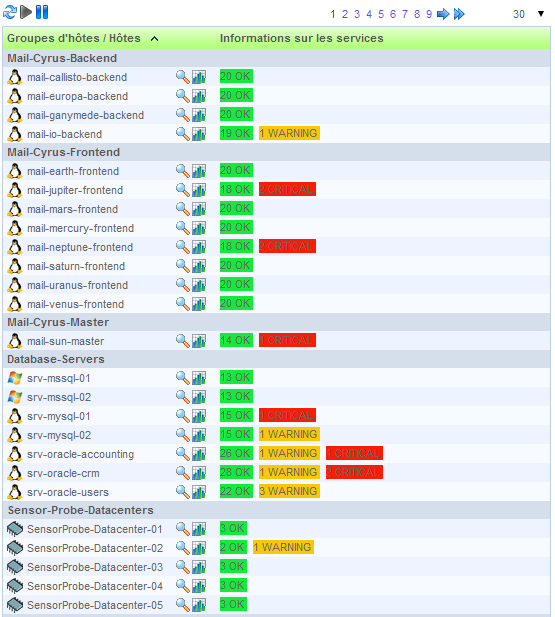 1 2 3 4 5 6 7 8 9 30
Groupes d'hôtes / Hôtes Informations sur les services
Mail-Cyrus-Backend
mail-callisto-backend 20 OK
mail-europa-backend 20 OK
mail-ganymede-backend 20 OK
mail-io-backend 19 OK 1 WARNING
Mail-Cyrus-Frontend
mail-earth-frontend 20 OK
mail-jupiter-frontend 18 OK 2 CRITICAL
mail-mars-frontend 20 OK
mail-mercury-frontend 20 OK
mail-neptune-frontend 18 OK 2 CRITICAL
mail-saturn-frontend 20 OK
mail-uranus-frontend 20 OK
mail-venus-frontend 20 OK
Mail-Cyrus-Master
mail-sun-master 14 OK 1 CRITICAL
Database-Servers
srv-mssql-01 13 OK
srv-mssql-02 13 OK
srv-mysql-01 15 OK 1 CRITICAL
srv-mysql-02 15 OK 1 WARNING
srv-oracle-accounting 26 OK 1 WARNING 1 CRITICAL
srv-oracle-crm 28 OK 1 WARNING 2 CRITICAL
srv-oracle-users 22 OK 3 WARNING
Sensor-Probe-Datacenters
SensorProbe-Datacenter-01 3 OK
SensorProbe-Datacenter-02 2 OK 1 WARNING
SensorProbe-Datacenter-03 3 OK
SensorProbe-Datacenter-04 3 OK
SensorProbe-Datacenter-05 3 OK